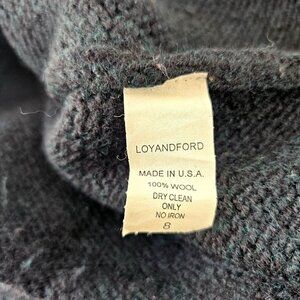 LOYANDFORD
MADE IN U.S.A.
100% WOOL
DRY CLEAN
ONLY
NO IRON
8